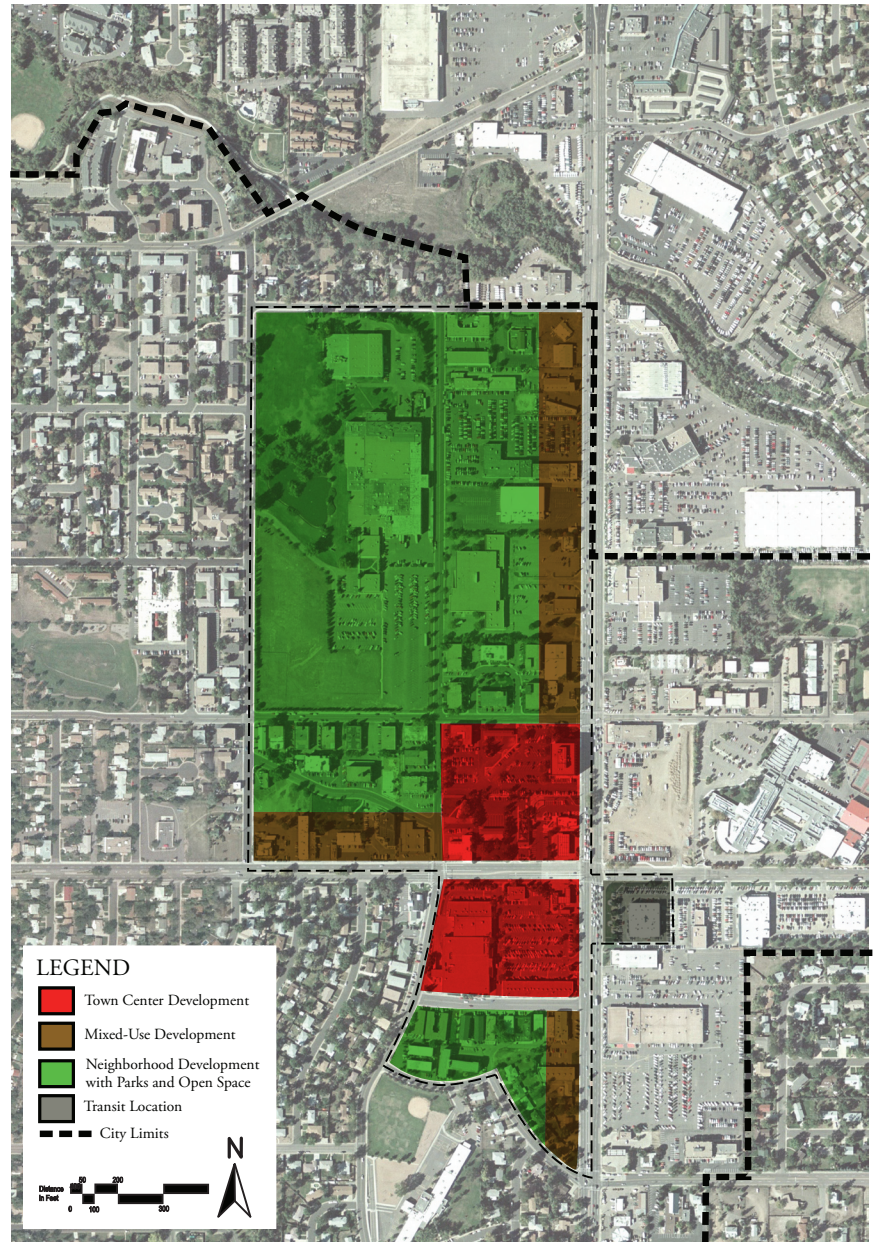 LEGEND
Town Center Development
Mixed-Use Development
Neighborhood Development
with Parks and Open Space
Transit Location
City Limits
N
Distance
In Feet
50
200
0
100
300